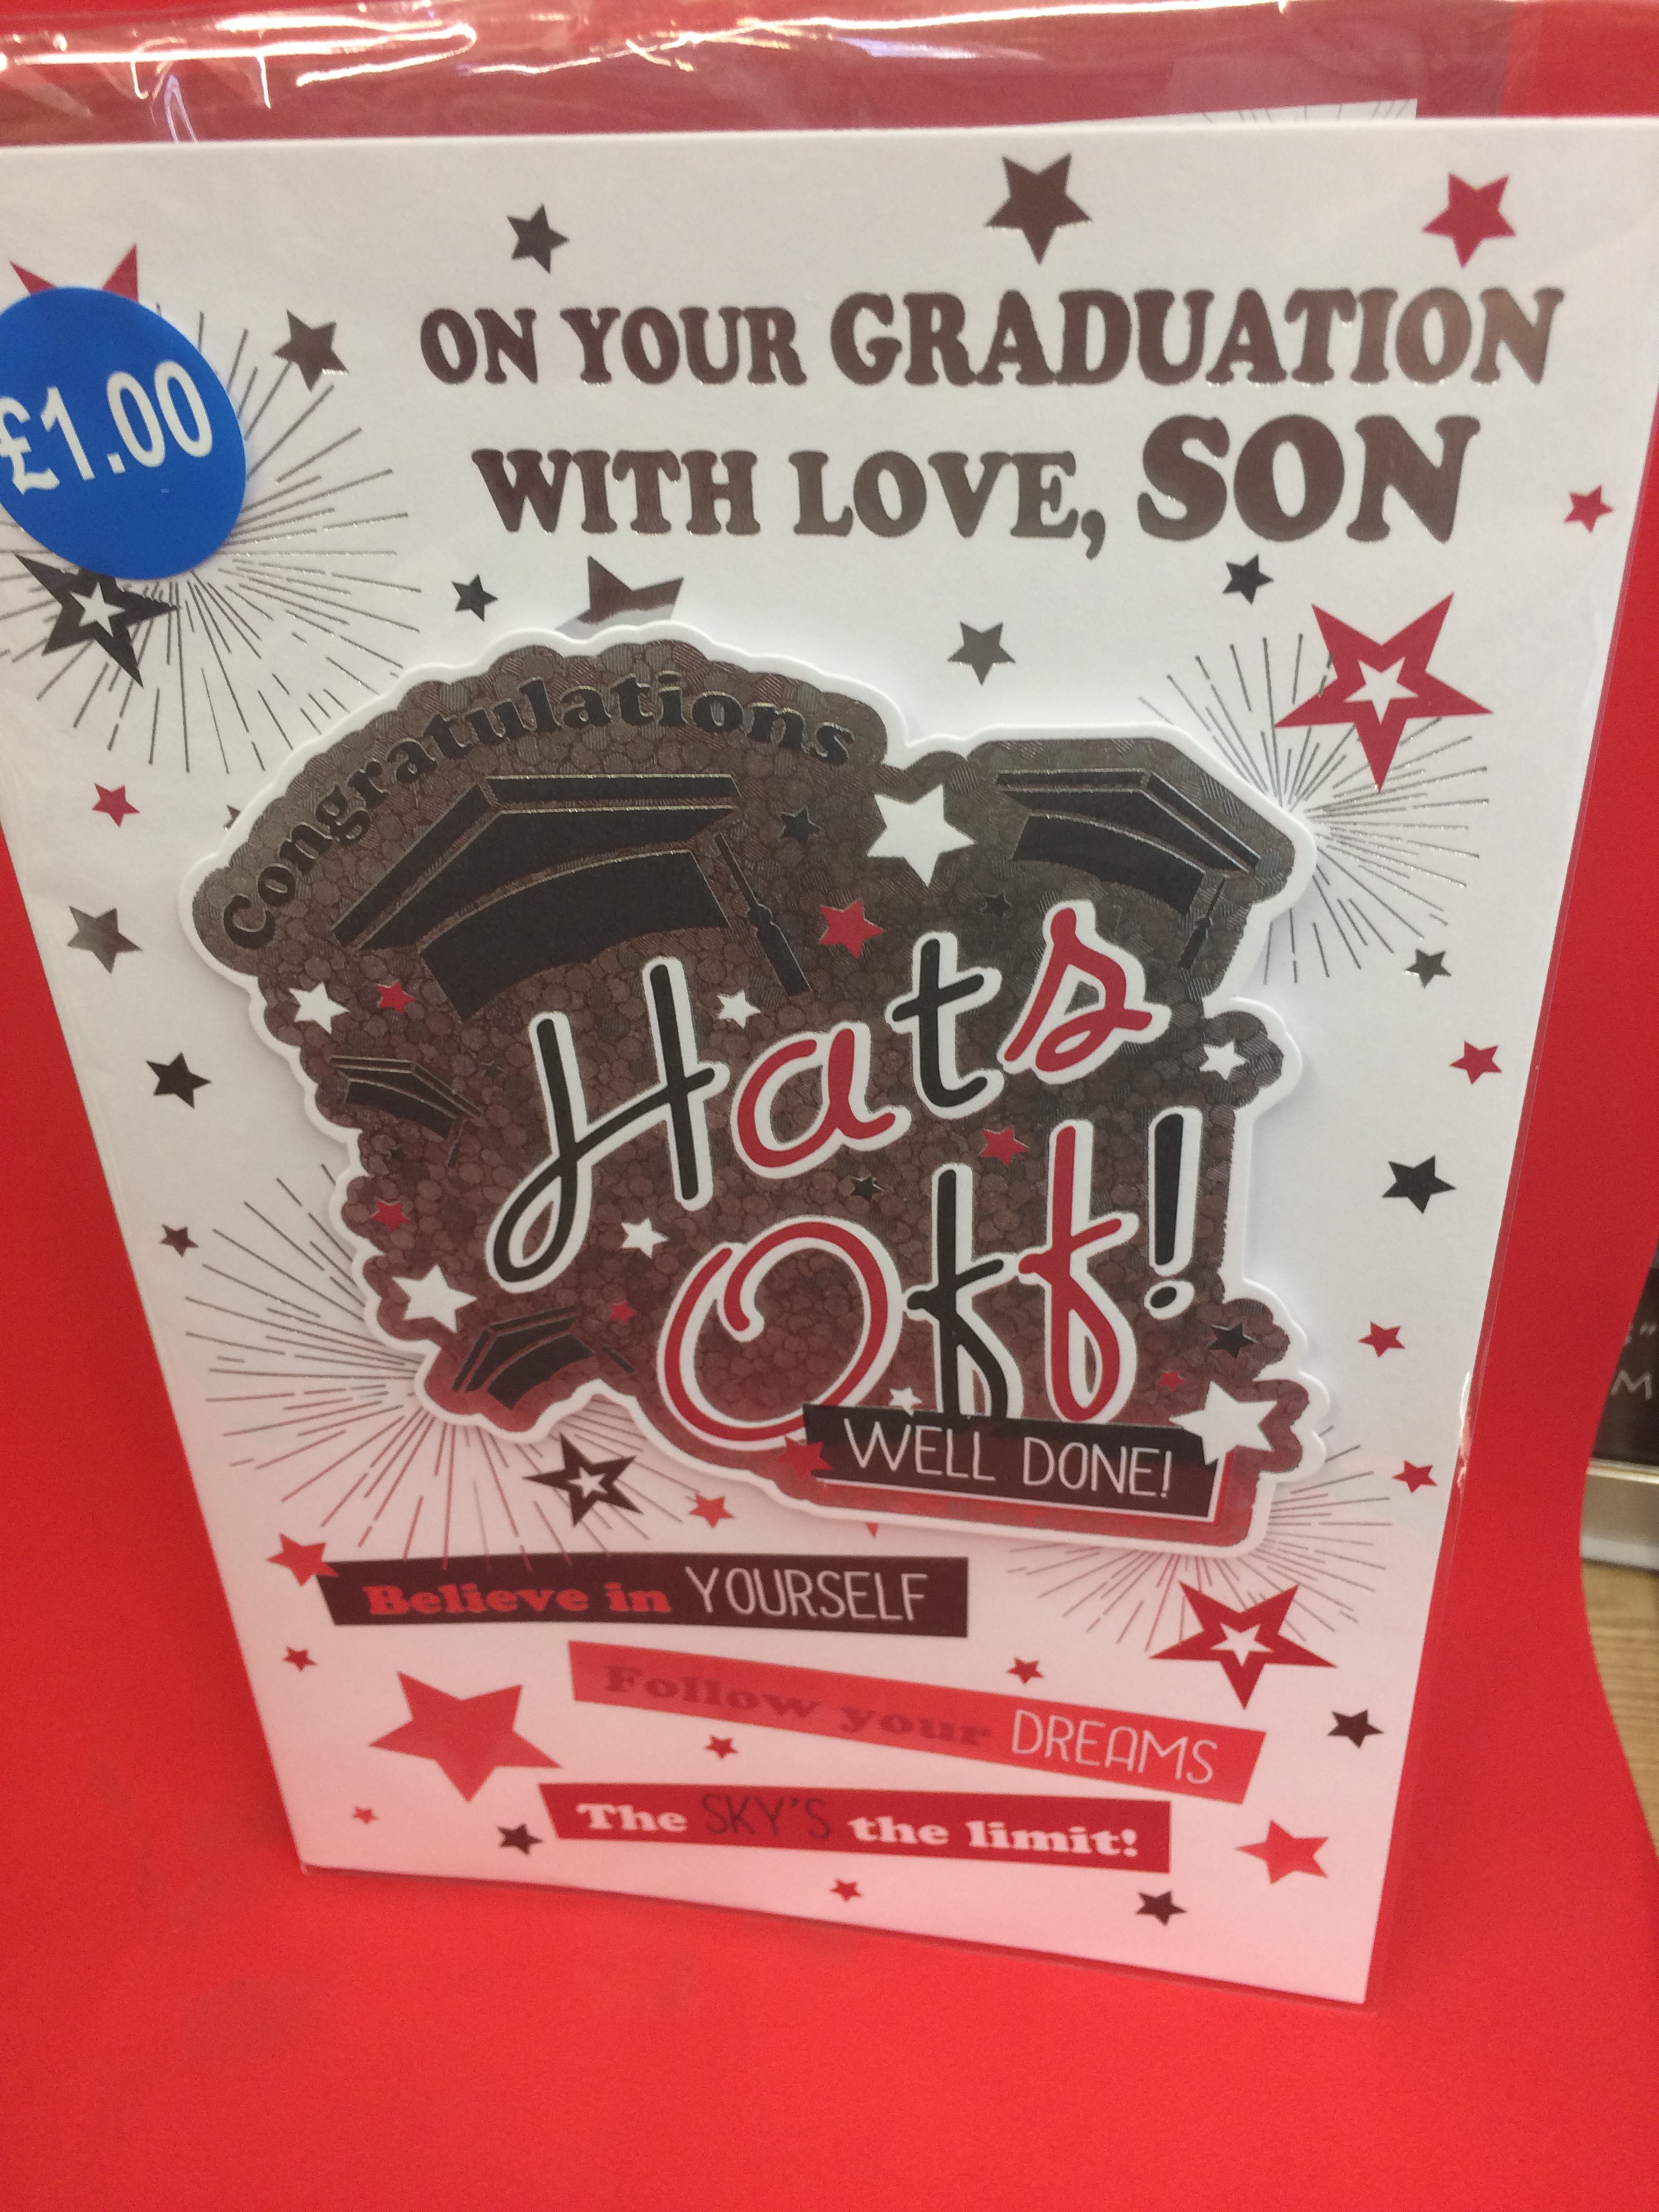 £1.00
ON YOUR GRADUATION
WITH LOVE, SON
Congratulations
Hats
Off!
WELL DONE!
Believe in YOURSELF
Follow your DREAMS
The SKY'S the limit!